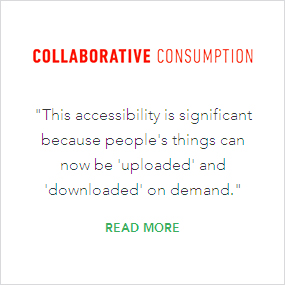 COLLABORATIVE CONSUMPTION
"This accessibility is significant
because people's things can
now be 'uploaded' and
'downloaded' on demand."
READ MORE